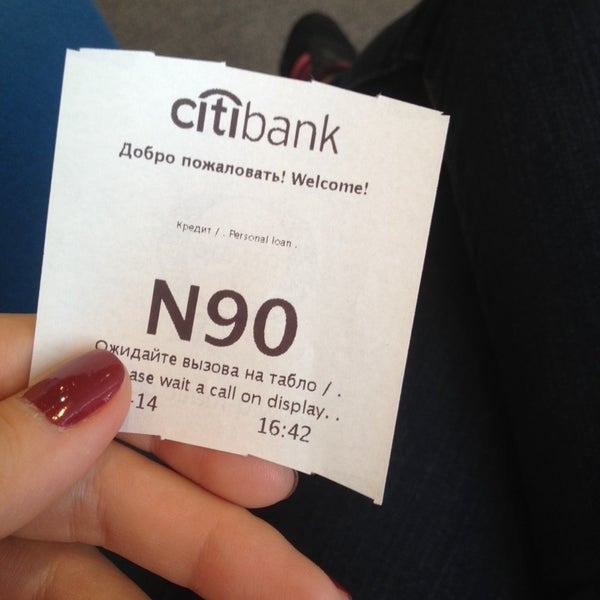 citibank
Добро пожаловать! Welcome!
Кредит / . Personal loan .
N90
Ожидайте вызова на табло / .
wait a call on display. .
-14 16:42